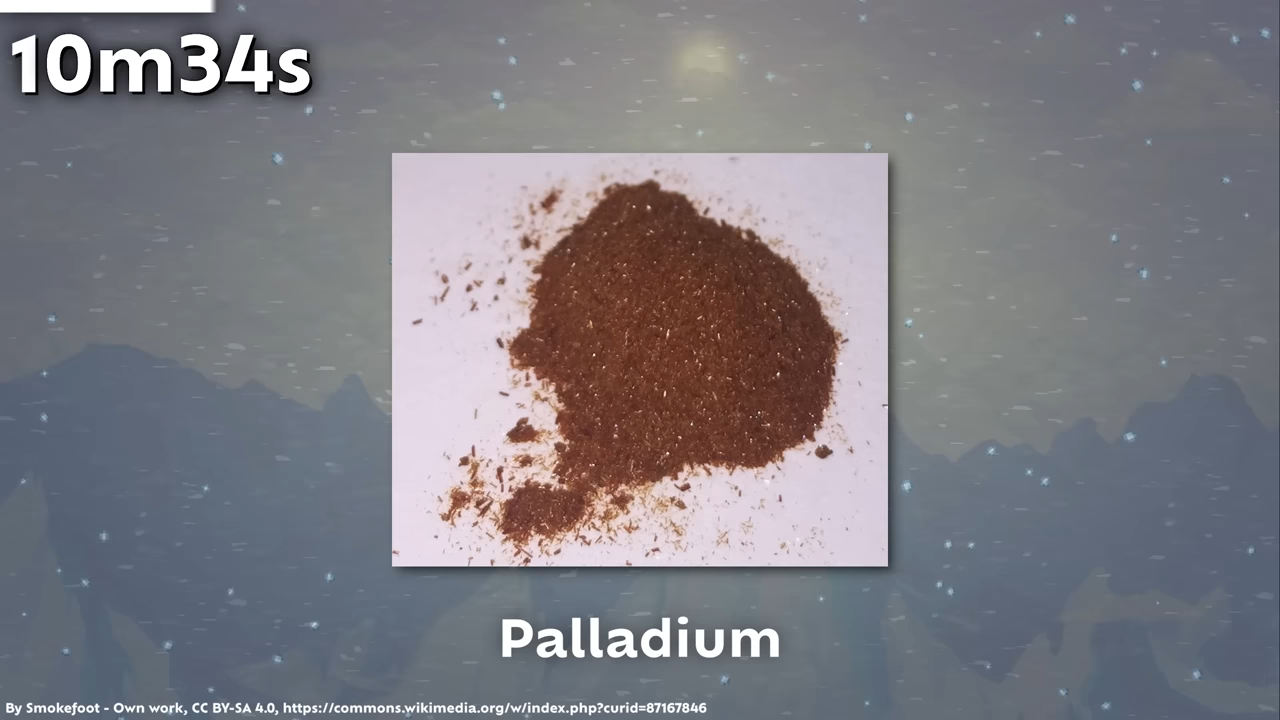 10m34s
Palladium
By Smokefoot - Own work, CC BY-SA 4.0, https://commons.wikimedia.org/w/index.php?curid=87167846